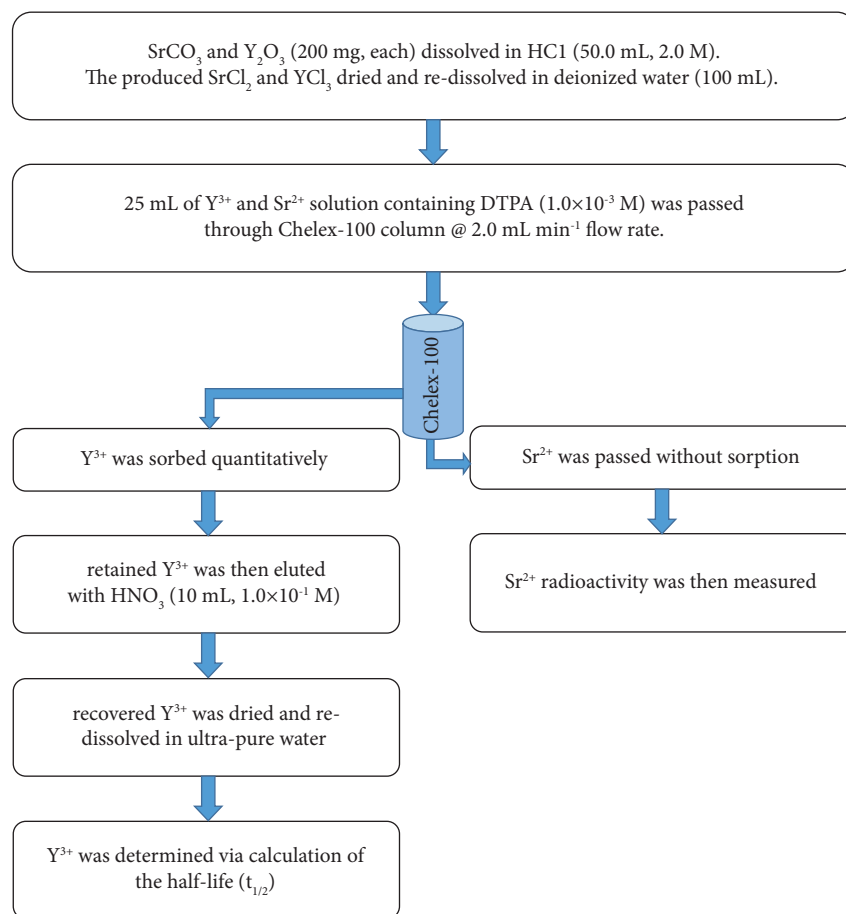 SrCO₃ and Y₂O₃ (200 mg, each) dissolved in HC1 (50.0 mL, 2.0 M).
The produced SrCl₂ and YCl₃ dried and re-dissolved in deionized water (100 mL).
25 mL of Y³⁺ and Sr²⁺ solution containing DTPA (1.0×10⁻³ M) was passed
through Chelex-100 column @ 2.0 mL min⁻¹ flow rate.
Chelex-100
Y³⁺ was sorbed quantitatively
Sr²⁺ was passed without sorption
retained Y³⁺ was then eluted
with HNO₃ (10 mL, 1.0×10⁻¹ M)
Sr²⁺ radioactivity was then measured
recovered Y³⁺ was dried and re-
dissolved in ultra-pure water
Y³⁺ was determined via calculation of
the half-life (t₁/₂)